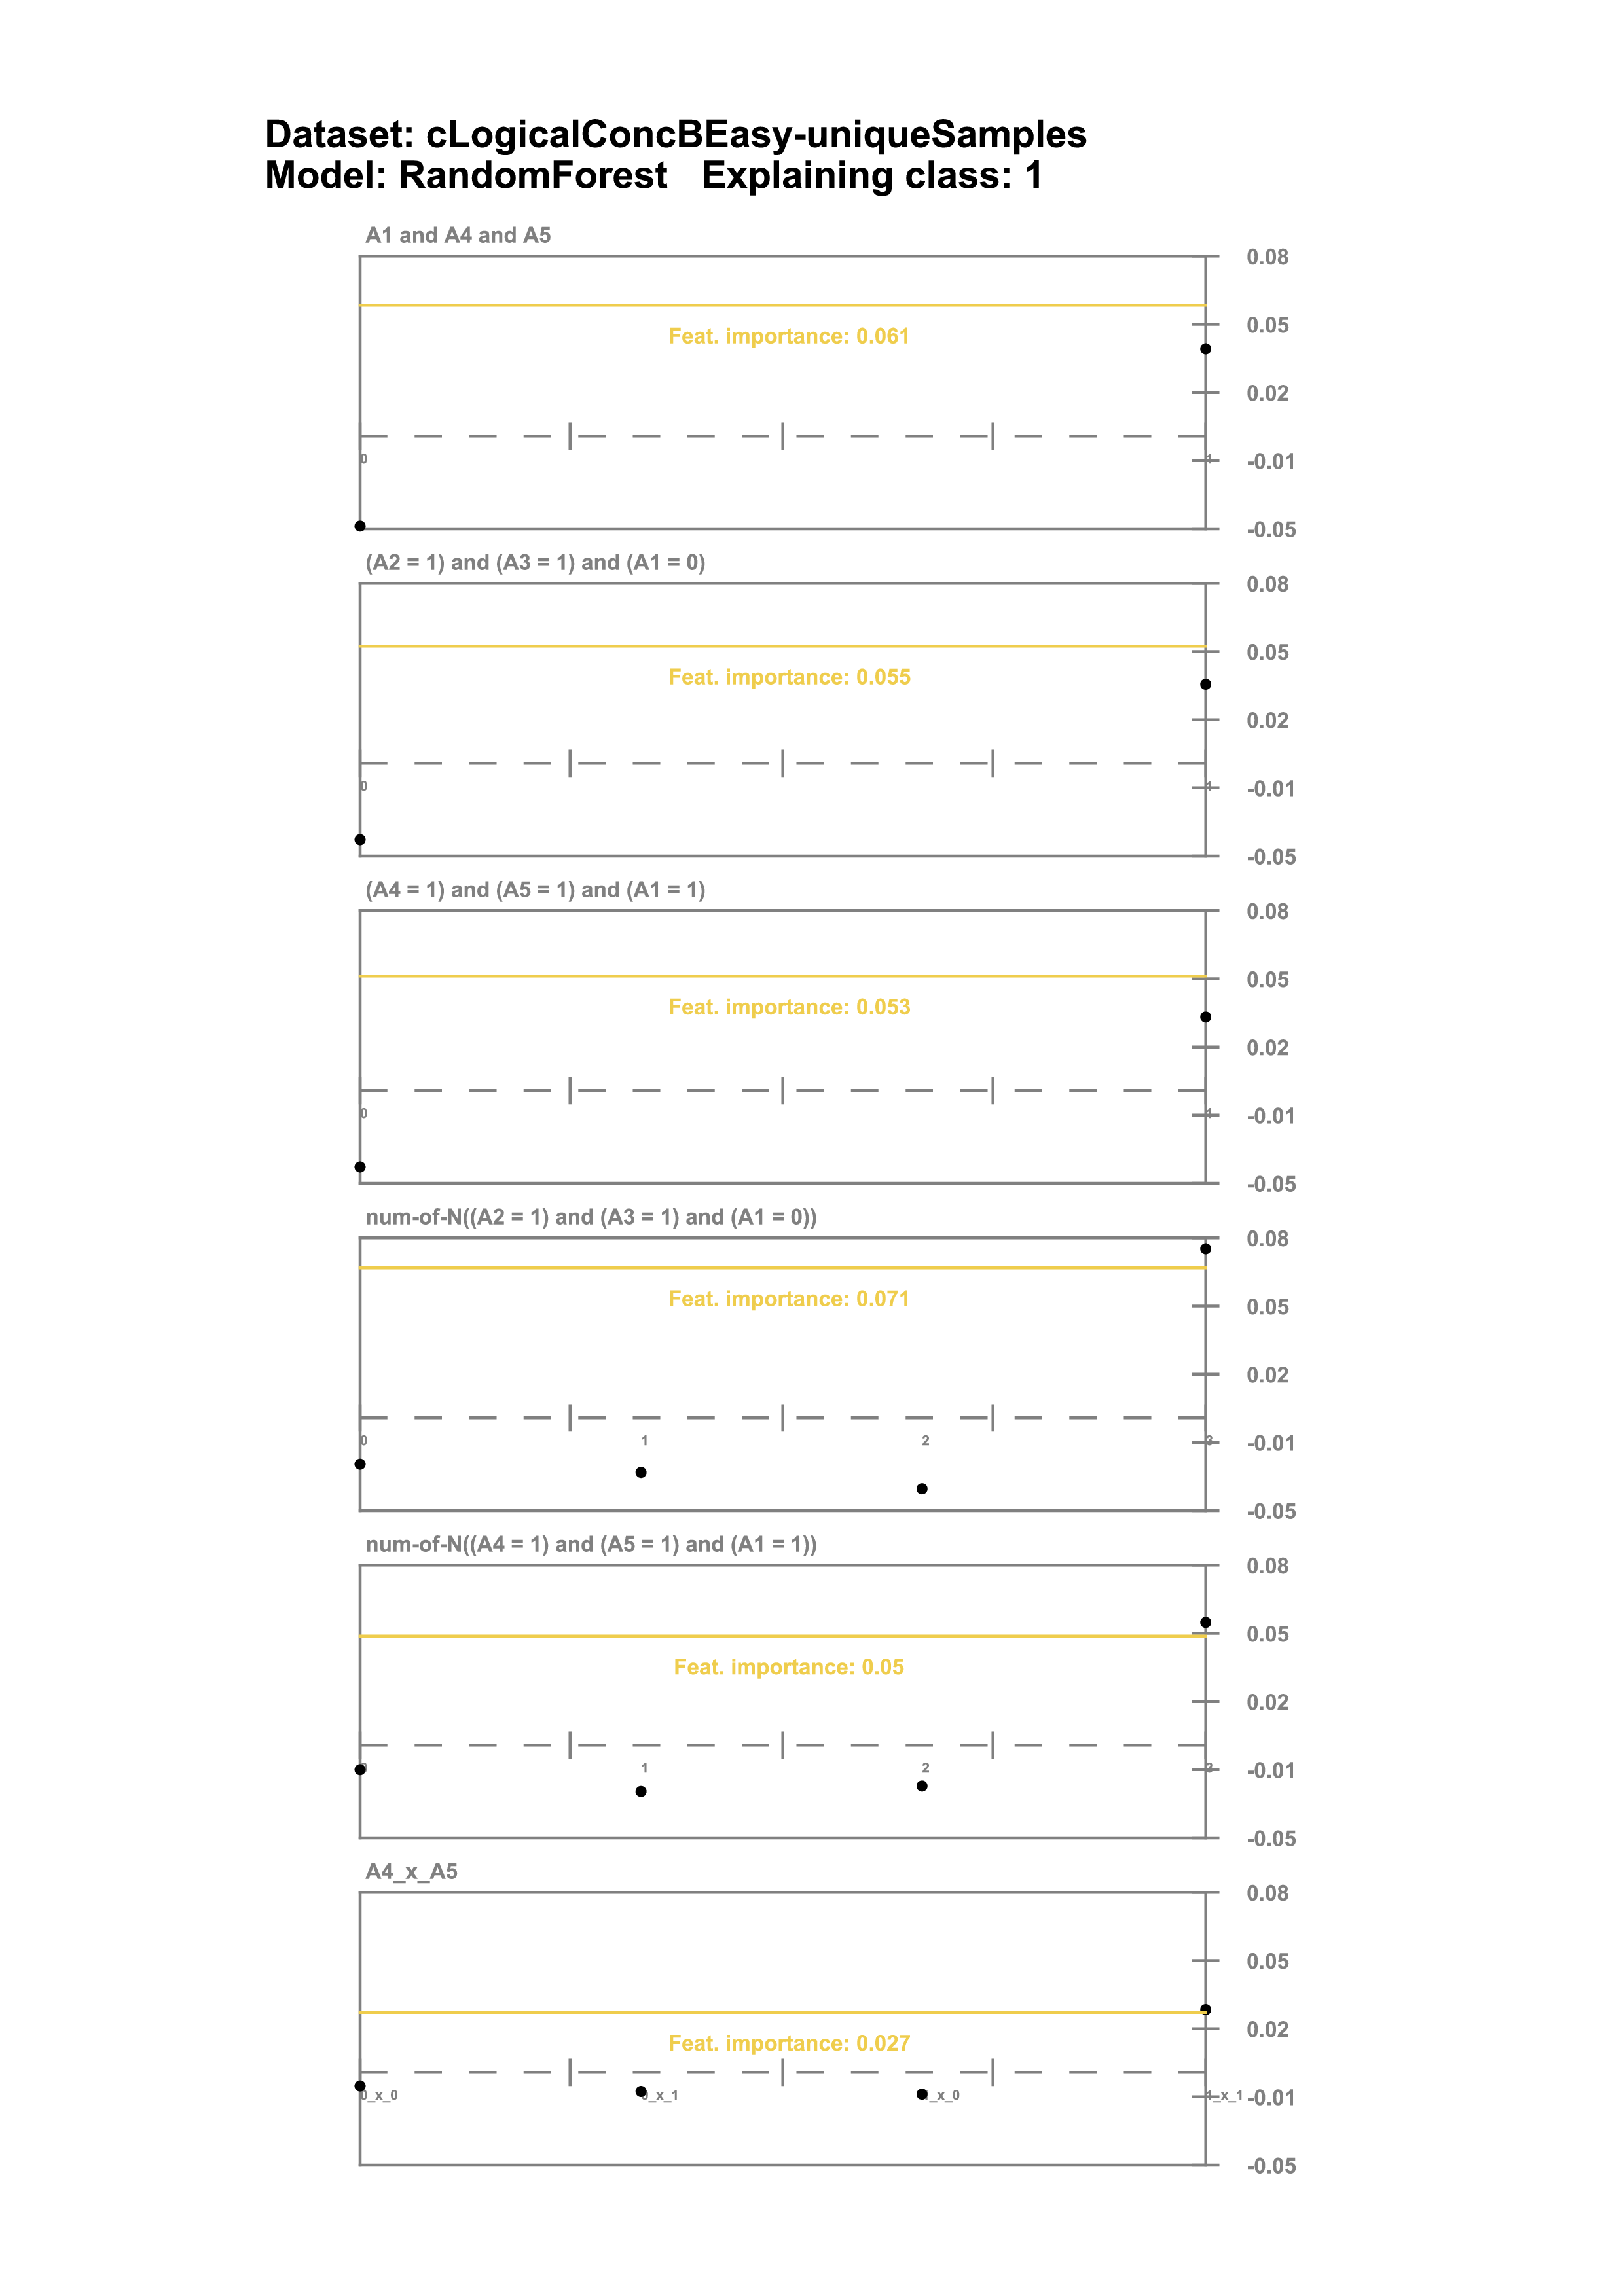 Dataset: cLogicalConcBEasy-uniqueSamples
Model: RandomForest   Explaining class: 1
A1 and A4 and A5
0.08
Feat. importance: 0.061
0.05
0.02
0
1
-0.01
-0.05
(A2 = 1) and (A3 = 1) and (A1 = 0)
0.08
0.05
Feat. importance: 0.055
0.02
0
1
-0.01
-0.05
(A4 = 1) and (A5 = 1) and (A1 = 1)
0.08
0.05
Feat. importance: 0.053
0.02
0
1
-0.01
-0.05
num-of-N((A2 = 1) and (A3 = 1) and (A1 = 0))
0.08
Feat. importance: 0.071
0.05
0.02
0 1 2 3
-0.01
-0.05
num-of-N((A4 = 1) and (A5 = 1) and (A1 = 1))
0.08
0.05
Feat. importance: 0.05
0.02
0 1 2 3
-0.01
-0.05
A4_x_A5
0.08
0.05
0.02
Feat. importance: 0.027
0_x_0 0_x_1 1_x_0 1_x_1
-0.01
-0.05